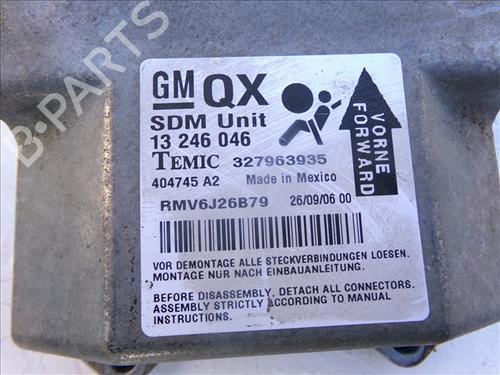 GM QX
SDM Unit
13 246 046
TEMIC 327963935
404745 A2 Made in Mexico
RMV6J26B79 26/09/06 00
VORNE
FORWARD
VOR DEMONTAGE ALLE STECKVERBINDUNGEN LOESEN.
MONTAGE NUR NACH EINBAUANLEITUNG.
BEFORE DISASSEMBLY, DETACH ALL CONNECTORS.
ASSEMBLY STRICTLY ACCORDING TO MANUAL
INSTRUCTIONS.
B-PARTS